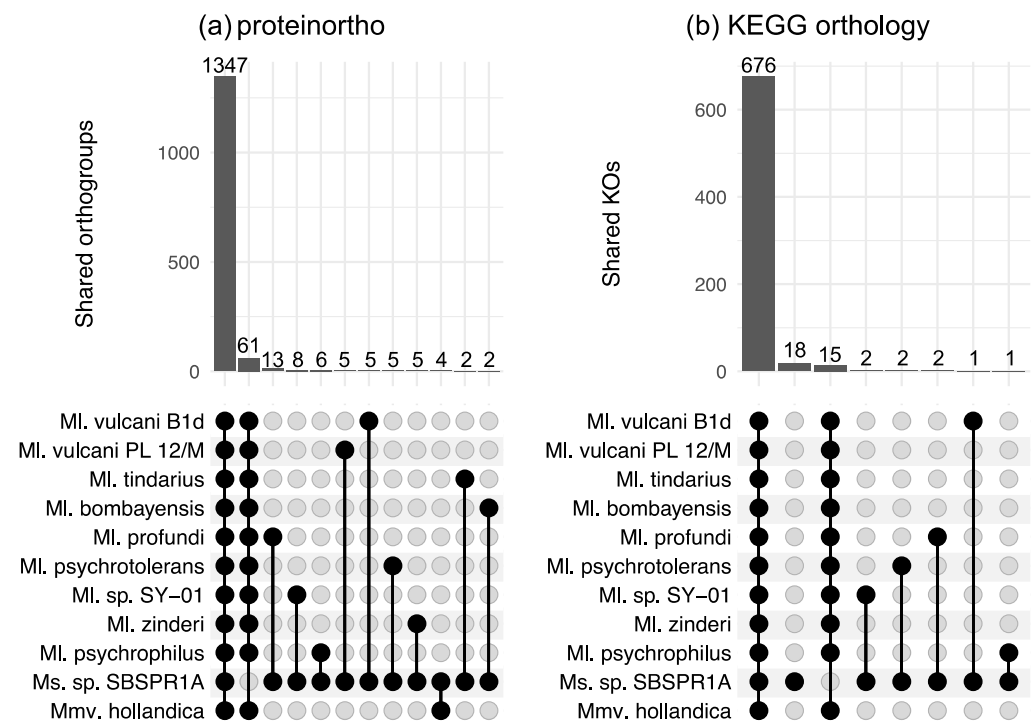 (a) proteinortho
1347
1000
500
0
61
13
8
6
5
5
5
5
4
2
2
Shared orthogroups
Ml. vulcani B1d
Ml. vulcani PL 12/M
Ml. tindarius
Ml. bombayensis
Ml. profundi
Ml. psychrotolerans
Ml. sp. SY−01
Ml. zinderi
Ml. psychrophilus
Ms. sp. SBSPR1A
Mmv. hollandica
(b) KEGG orthology
676
600
400
200
0
18
15
2
2
2
1
1
Shared KOs
Ml. vulcani B1d
Ml. vulcani PL 12/M
Ml. tindarius
Ml. bombayensis
Ml. profundi
Ml. psychrotolerans
Ml. sp. SY−01
Ml. zinderi
Ml. psychrophilus
Ms. sp. SBSPR1A
Mmv. hollandica